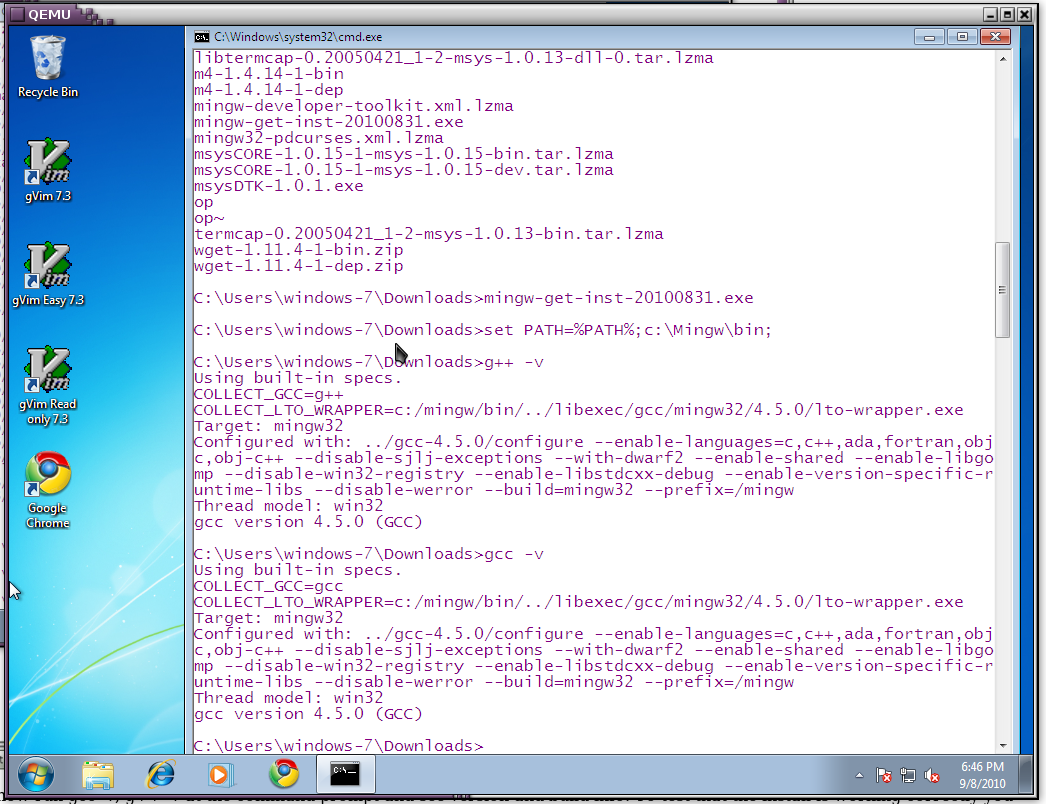 QEMU
Recycle Bin
gVim 7.3
gVim Easy 7.3
gVim Read
only 7.3
Google
Chrome
C:\Windows\system32\cmd.exe
libtermcap-0.20050421_1-2-msys-1.0.13-dll-0.tar.lzma
m4-1.4.14-1-bin
m4-1.4.14-1-dep
mingw-developer-toolkit.xml.lzma
mingw-get-inst-20100831.exe
mingw32-pdcurses.xml.lzma
msysCORE-1.0.15-1-msys-1.0.15-bin.tar.lzma
msysCORE-1.0.15-1-msys-1.0.15-dev.tar.lzma
msysDTK-1.0.1.exe
op
op~
termcap-0.20050421_1-2-msys-1.0.13-bin.tar.lzma
wget-1.11.4-1-bin.zip
wget-1.11.4-1-dep.zip
C:\Users\windows-7\Downloads>mingw-get-inst-20100831.exe
C:\Users\windows-7\Downloads>set PATH=%PATH%;c:\Mingw\bin;
C:\Users\windows-7\Downloads>g++ -v
Using built-in specs.
COLLECT_GCC=g++
COLLECT_LTO_WRAPPER=c:/mingw/bin/../libexec/gcc/mingw32/4.5.0/lto-wrapper.exe
Target: mingw32
Configured with: ../gcc-4.5.0/configure --enable-languages=c,c++,ada,fortran,obj
c,obj-c++ --disable-sjlj-exceptions --with-dwarf2 --enable-shared --enable-libgo
mp --disable-win32-registry --enable-libstdcxx-debug --enable-version-specific-r
untime-libs --disable-werror --build=mingw32 --prefix=/mingw
Thread model: win32
gcc version 4.5.0 (GCC)
C:\Users\windows-7\Downloads>gcc -v
Using built-in specs.
COLLECT_GCC=gcc
COLLECT_LTO_WRAPPER=c:/mingw/bin/../libexec/gcc/mingw32/4.5.0/lto-wrapper.exe
Target: mingw32
Configured with: ../gcc-4.5.0/configure --enable-languages=c,c++,ada,fortran,obj
c,obj-c++ --disable-sjlj-exceptions --with-dwarf2 --enable-shared --enable-libgo
mp --disable-win32-registry --enable-libstdcxx-debug --enable-version-specific-r
untime-libs --disable-werror --build=mingw32 --prefix=/mingw
Thread model: win32
gcc version 4.5.0 (GCC)
C:\Users\windows-7\Downloads>
6:46 PM
9/8/2010